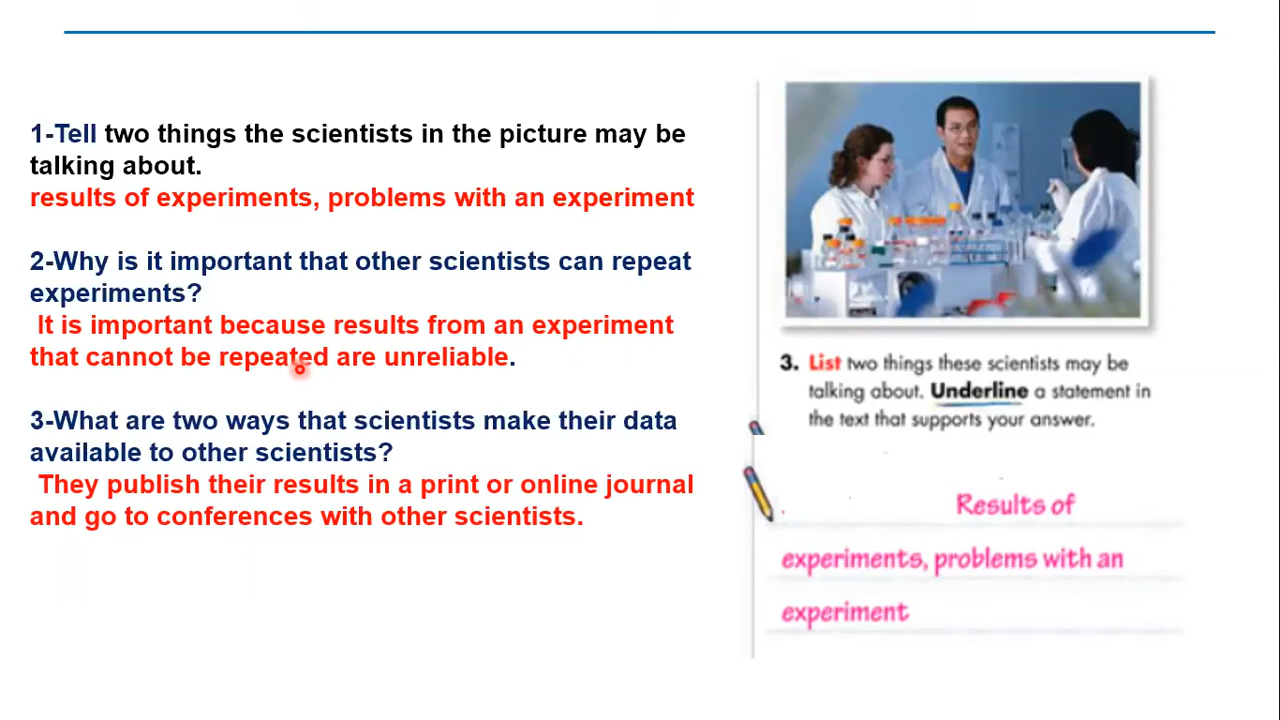 1-Tell two things the scientists in the picture may be
talking about.
results of experiments, problems with an experiment
2-Why is it important that other scientists can repeat
experiments?
It is important because results from an experiment
that cannot be repeated are unreliable.
3-What are two ways that scientists make their data
available to other scientists?
They publish their results in a print or online journal
and go to conferences with other scientists.
3. List two things these scientists may be
talking about. Underline a statement in
the text that supports your answer.
Results of
experiments, problems with an
experiment